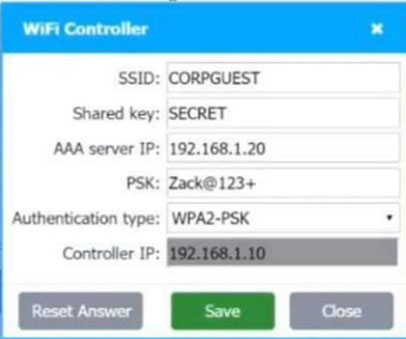 WiFi Controller ×
SSID: CORPGUEST
Shared key: SECRET
AAA server IP: 192.168.1.20
PSK: Zack@123+
Authentication type: WPA2-PSK
Controller IP: 192.168.1.10
Reset Answer Save Close